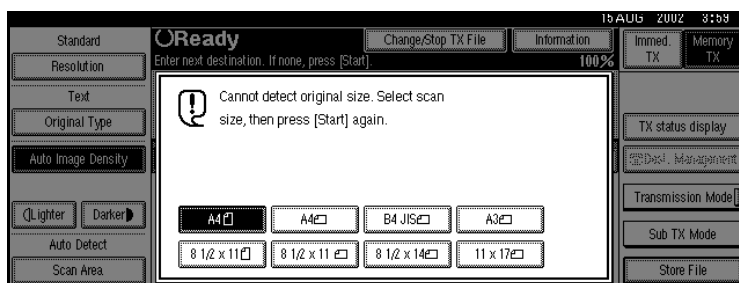 15 AUG 2002 3:59
Standard
Resolution
Text
Original Type
Auto Image Density
Lighter
Darker
Auto Detect
Scan Area
Ready
Change/Stop TX File
Information
Enter next destination. If none, press [Start].
100%
Cannot detect original size. Select scan
size, then press [Start] again.
A4
A4
B4 JIS
A3
8 1/2 x 11
8 1/2 x 11
8 1/2 x 14
11 x 17
Immed.
TX
Memory
TX
TX status display
Dest. Management
Transmission Mode
Sub TX Mode
Store File